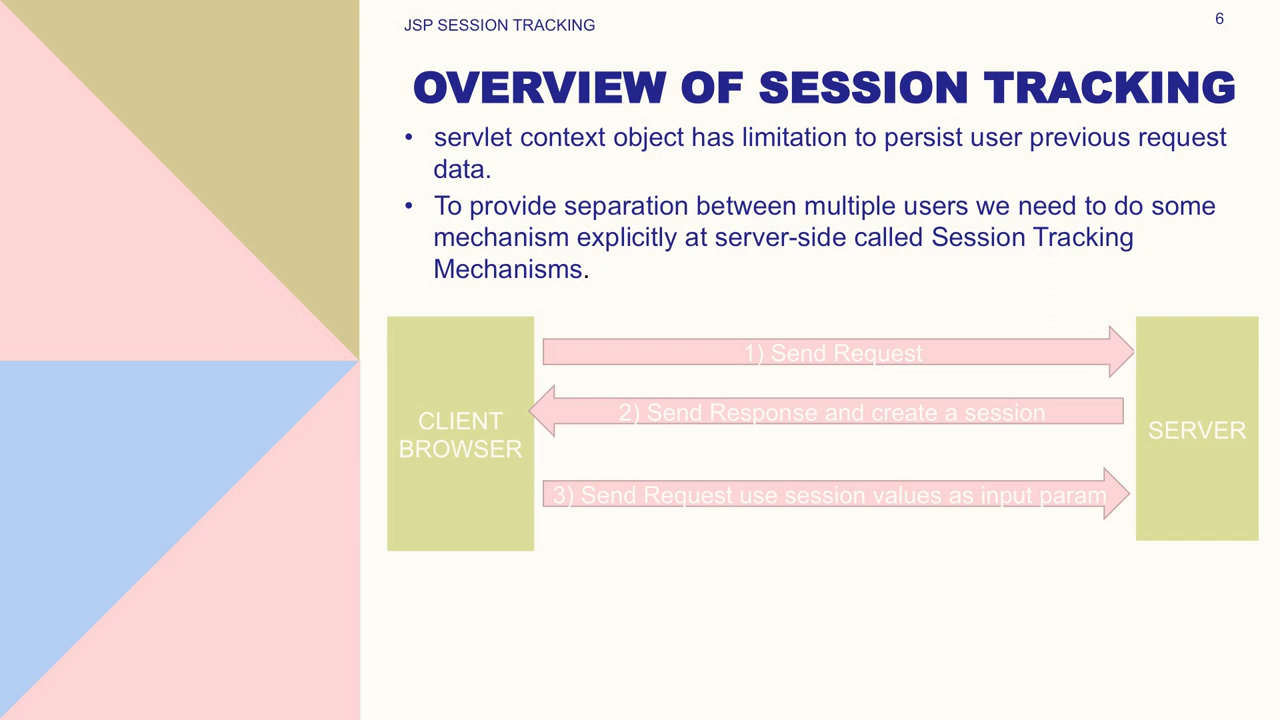 JSP SESSION TRACKING
6
OVERVIEW OF SESSION TRACKING
• servlet context object has limitation to persist user previous request
data.
• To provide separation between multiple users we need to do some
mechanism explicitly at server-side called Session Tracking
Mechanisms.
1) Send Request
2) Send Response and create a session
CLIENT
BROWSER
SERVER
3) Send Request use session values as input param